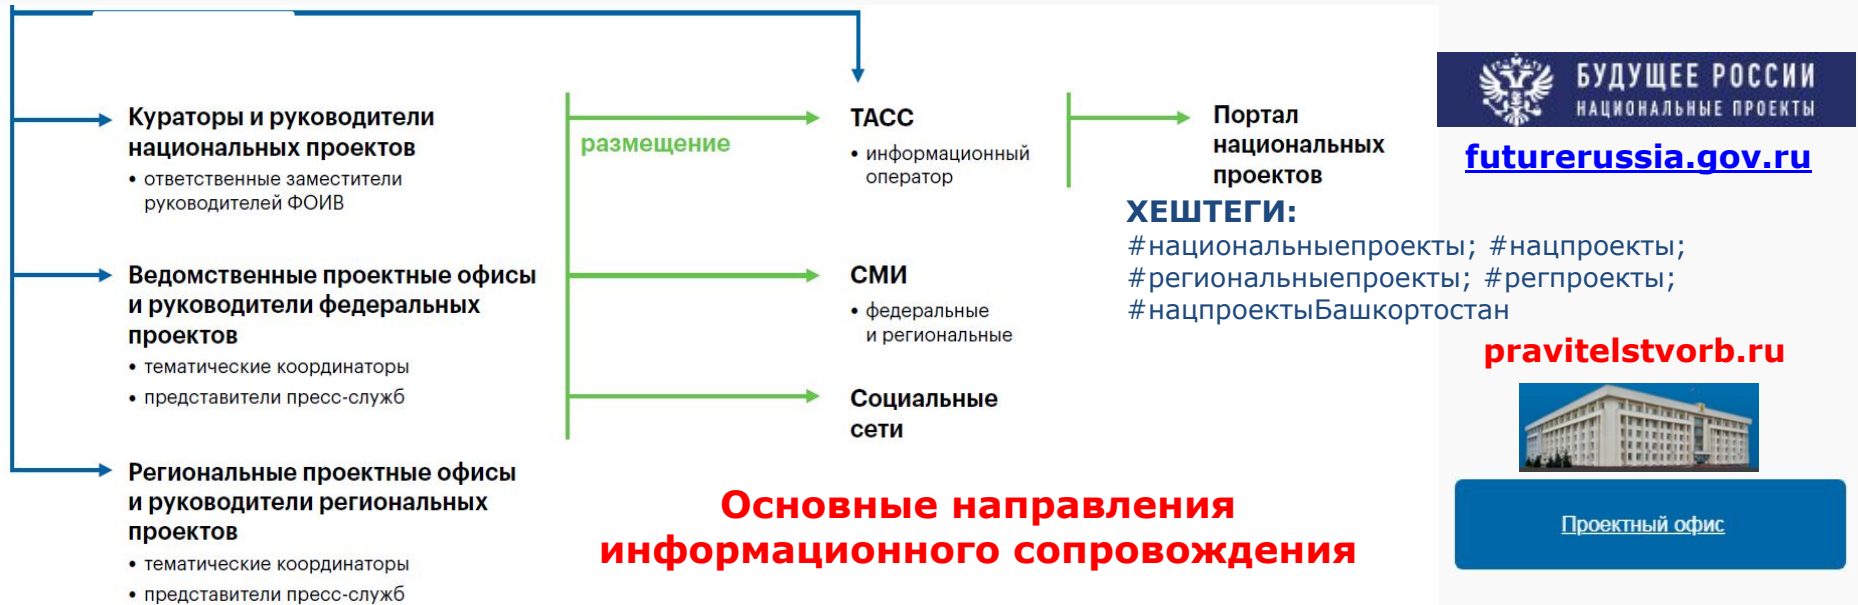 Кураторы и руководители
национальных проектов
• ответственные заместители
руководителей ФОИВ
Ведомственные проектные офисы
и руководители федеральных
проектов
• тематические координаторы
• представители пресс-служб
Региональные проектные офисы
и руководители региональных
проектов
• тематические координаторы
• представители пресс-служб
размещение
ТАСС
• информационный
оператор
СМИ
• федеральные
и региональные
Социальные
сети
Портал
национальных
проектов
ХЕШТЕГИ:
#национальныепроекты; #нацпроекты;
#региональныепроекты; #регпроекты;
#нацпроектыБашкортостан
БУДУЩЕЕ РОССИИ
НАЦИОНАЛЬНЫЕ ПРОЕКТЫ
futurerussia.gov.ru
pravitelstvorb.ru
Проектный офис
Основные направления
информационного сопровождения